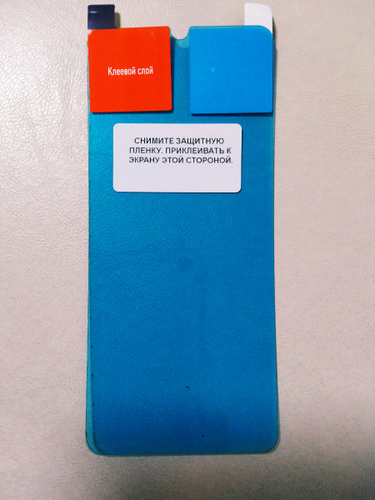 Клеевой слой
СНИМИТЕ ЗАЩИТНУЮ
ПЛЕНКУ. ПРИКЛЕИВАТЬ К
ЭКРАНУ ЭТОЙ СТОРОНОЙ.